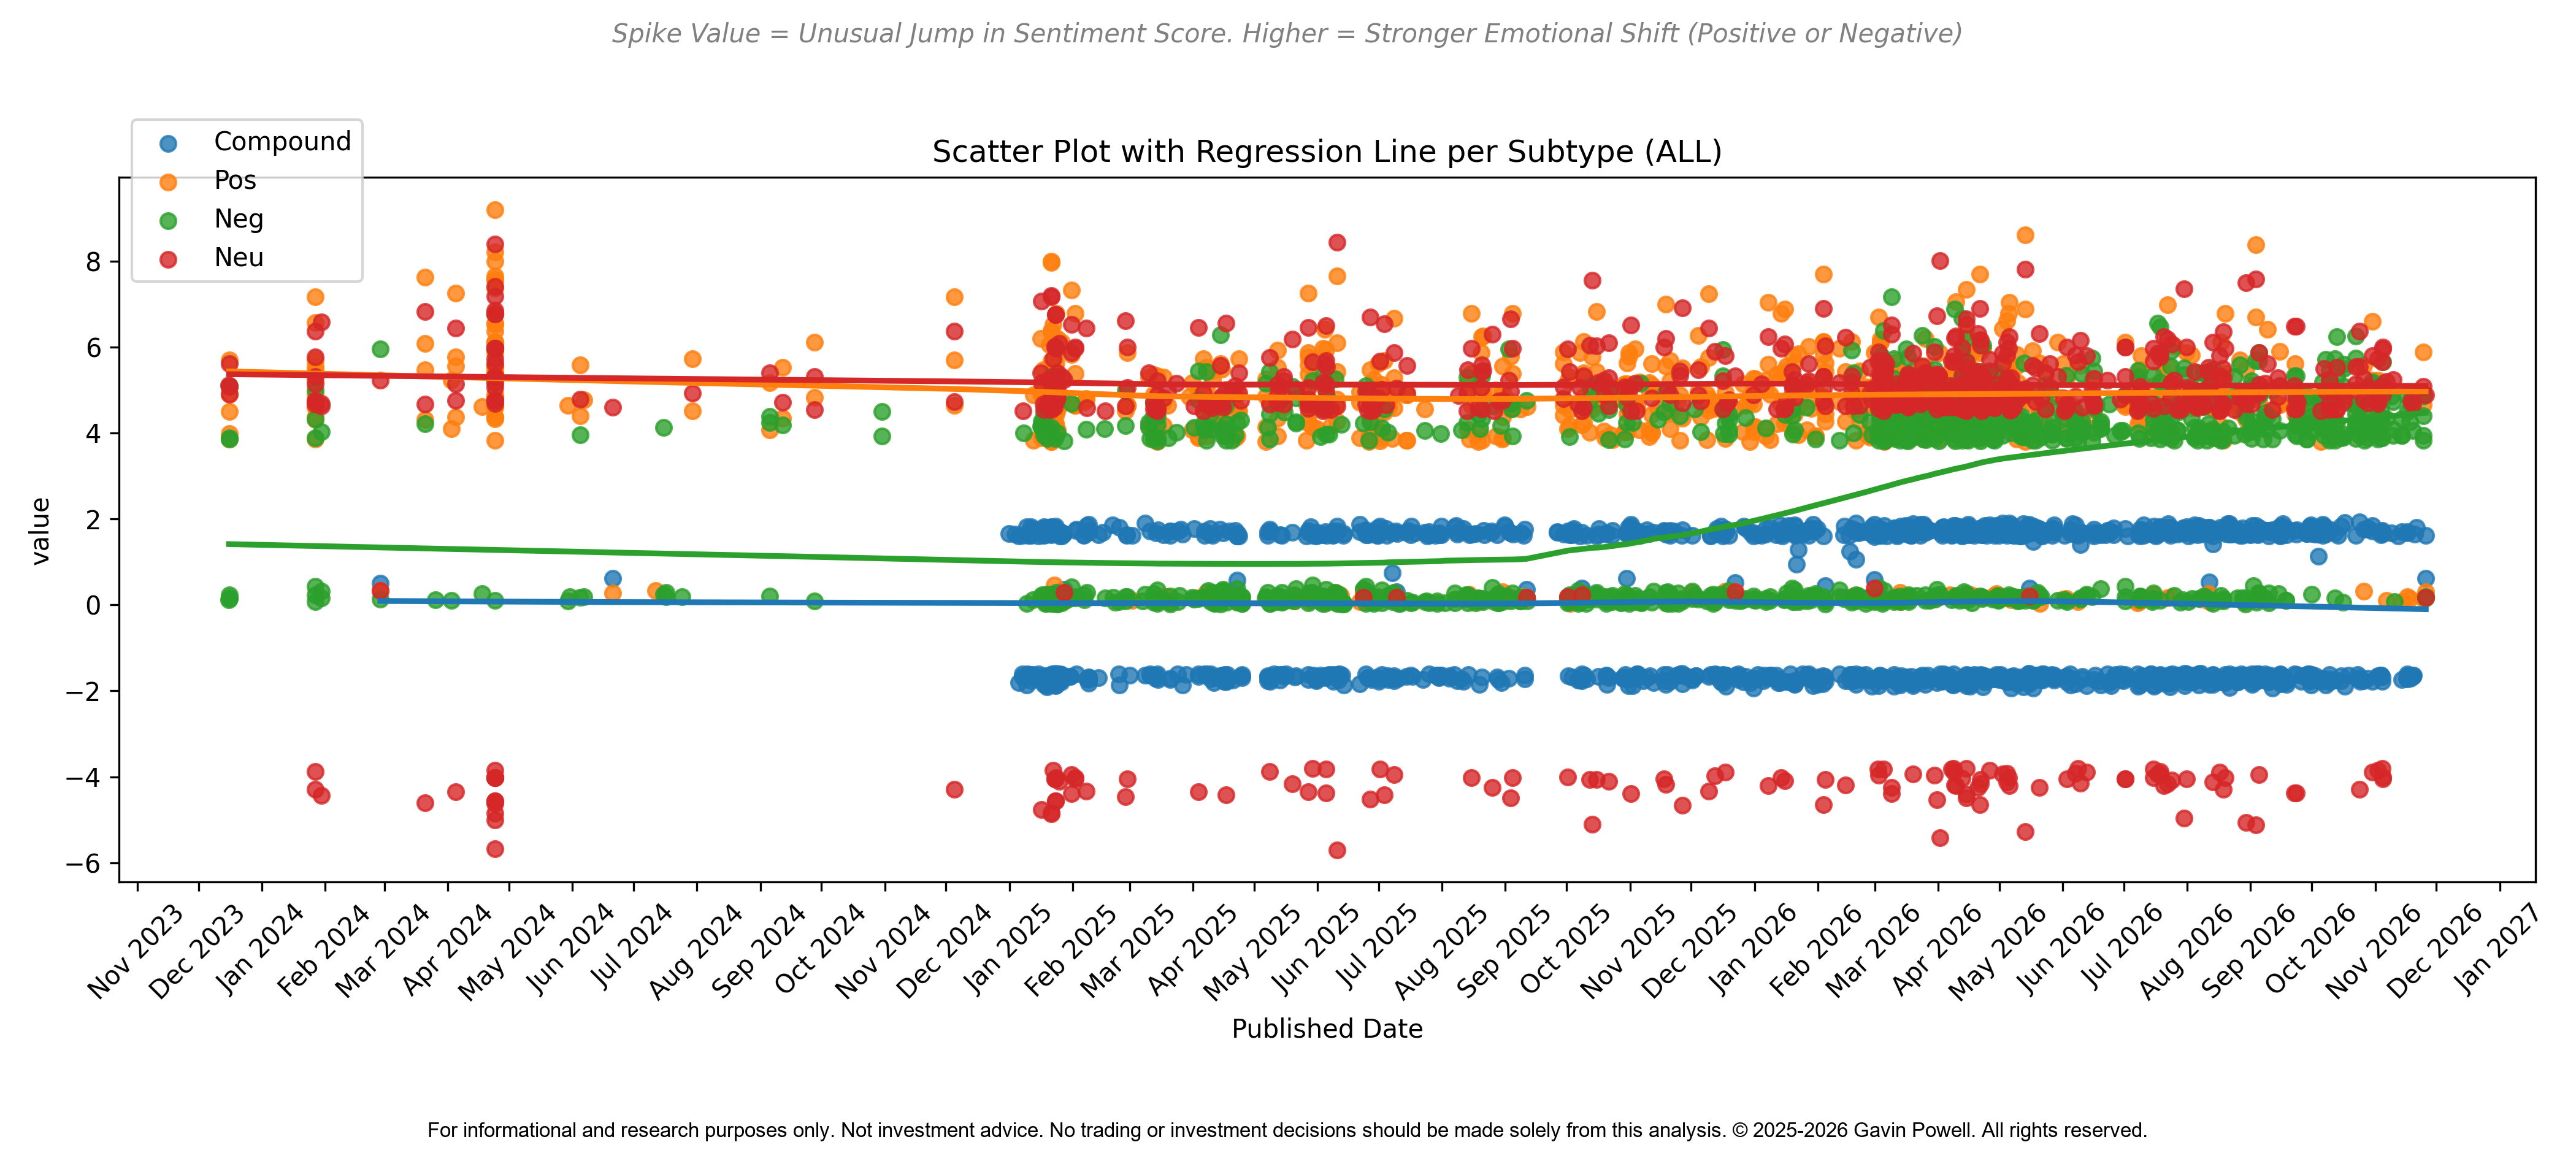 Spike Value = Unusual Jump in Sentiment Score. Higher = Stronger Emotional Shift (Positive or Negative)
Scatter Plot with Regression Line per Subtype (ALL)
Compound
Pos
Neg
Neu
value
8
6
4
2
0
−2
−4
−6
Nov 2023
Dec 2023
Jan 2024
Feb 2024
Mar 2024
Apr 2024
May 2024
Jun 2024
Jul 2024
Aug 2024
Sep 2024
Oct 2024
Nov 2024
Dec 2024
Jan 2025
Feb 2025
Mar 2025
Apr 2025
May 2025
Jun 2025
Jul 2025
Aug 2025
Sep 2025
Oct 2025
Nov 2025
Dec 2025
Jan 2026
Feb 2026
Mar 2026
Apr 2026
May 2026
Jun 2026
Jul 2026
Aug 2026
Sep 2026
Oct 2026
Nov 2026
Dec 2026
Jan 2027
Published Date
For informational and research purposes only. Not investment advice. No trading or investment decisions should be made solely from this analysis. © 2025-2026 Gavin Powell. All rights reserved.